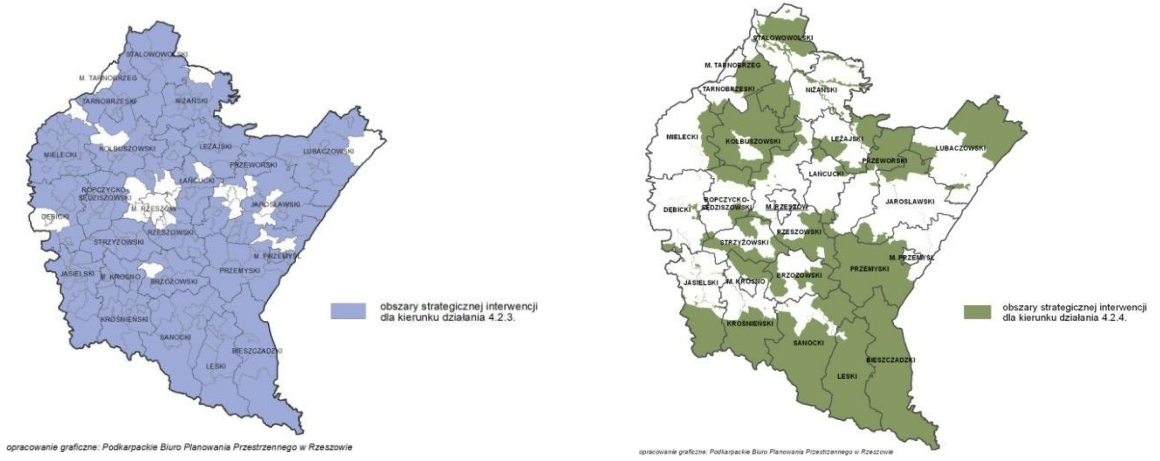 STALOWOWOLSKI
M. TARNOBRZEG
TARNOBRZESKI
NIŻAŃSKI
MIELECKI
KOLBUSZOWSKI
LEŻAJSKI
LUBACZOWSKI
PRZEWORSKI
ROPCZYCKO-
SĘDZISZOWSKI
ŁAŃCUCKI
M. RZESZÓW
JAROSŁAWSKI
DĘBICKI
RZESZOWSKI
STRZYŻOWSKI
M. PRZEMYŚL
JASIELSKI
M. KROSNO
BRZOZOWSKI
PRZEMYSKI
KROŚNIEŃSKI
SANOCKI
BIESZCZADZKI
LESKI
obszary strategicznej interwencji
dla kierunku działania 4.2.3.
opracowanie graficzne: Podkarpackie Biuro Planowania Przestrzennego w Rzeszowie
STALOWOWOLSKI
M. TARNOBRZEG
TARNOBRZESKI
NIŻAŃSKI
MIELECKI
KOLBUSZOWSKI
LEŻAJSKI
LUBACZOWSKI
PRZEWORSKI
ŁAŃCUCKI
ROPCZYCKO-
SĘDZISZOWSKI
M. RZESZÓW
JAROSŁAWSKI
DĘBICKI
RZESZOWSKI
STRZYŻOWSKI
M. PRZEMYŚL
PRZEMYSKI
BRZOZOWSKI
JASIELSKI
M. KROSNO
KROŚNIEŃSKI
SANOCKI
BIESZCZADZKI
LESKI
obszary strategicznej interwencji
dla kierunku działania 4.2.4.
opracowanie graficzne: Podkarpackie Biuro Planowania Przestrzennego w Rzeszowie